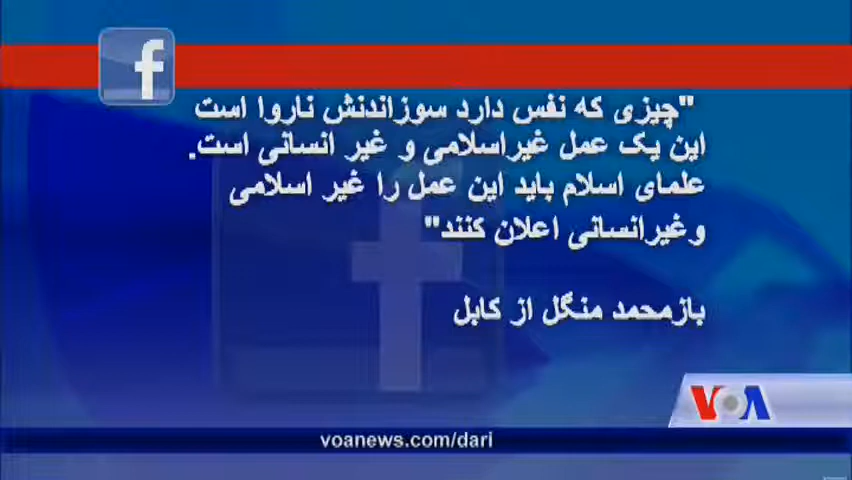 f
"چیزی که نفس دارد سوزاندنش ناروا است
این یک عمل غیراسلامی و غیر انسانی است.
علمای اسلام باید این عمل را غیر اسلامی
وغیرانسانی اعلان کنند"
بازمحمد منگل از کابل
VOA
voanews.com/dari